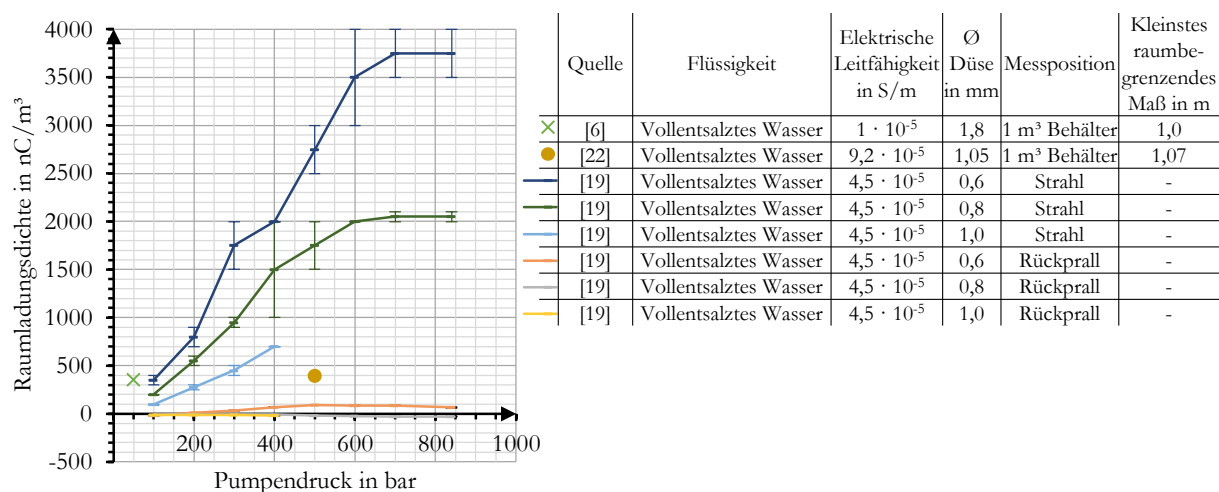 Raumladungsdichte in nC/m³
4000
3500
3000
2500
2000
1500
1000
500
0
-500
200
400
600
800
1000
Pumpendruck in bar
Quelle
Flüssigkeit
Elektrische
Leitfähigkeit
in S/m
Ø
Düse
in mm
Messposition
Kleinstes
raumbe-
grenzendes
Maß in m
[6] Vollentsalztes Wasser 1 · 10⁻⁵ 1,8 1 m³ Behälter 1,0
[22] Vollentsalztes Wasser 9,2 · 10⁻⁵ 1,05 1 m³ Behälter 1,07
[19] Vollentsalztes Wasser 4,5 · 10⁻⁵ 0,6 Strahl -
[19] Vollentsalztes Wasser 4,5 · 10⁻⁵ 0,8 Strahl -
[19] Vollentsalztes Wasser 4,5 · 10⁻⁵ 1,0 Strahl -
[19] Vollentsalztes Wasser 4,5 · 10⁻⁵ 0,6 Rückprall -
[19] Vollentsalztes Wasser 4,5 · 10⁻⁵ 0,8 Rückprall -
[19] Vollentsalztes Wasser 4,5 · 10⁻⁵ 1,0 Rückprall -